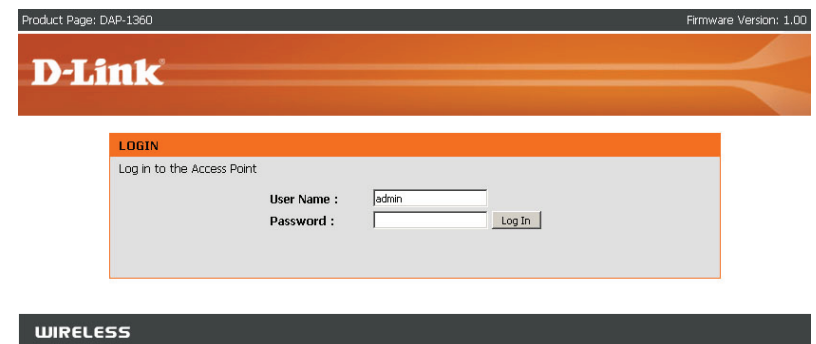 Product Page: DAP-1360 Firmware Version: 1.00
D-Link
LOGIN
Log in to the Access Point
User Name : admin
Password : Log In
WIRELESS